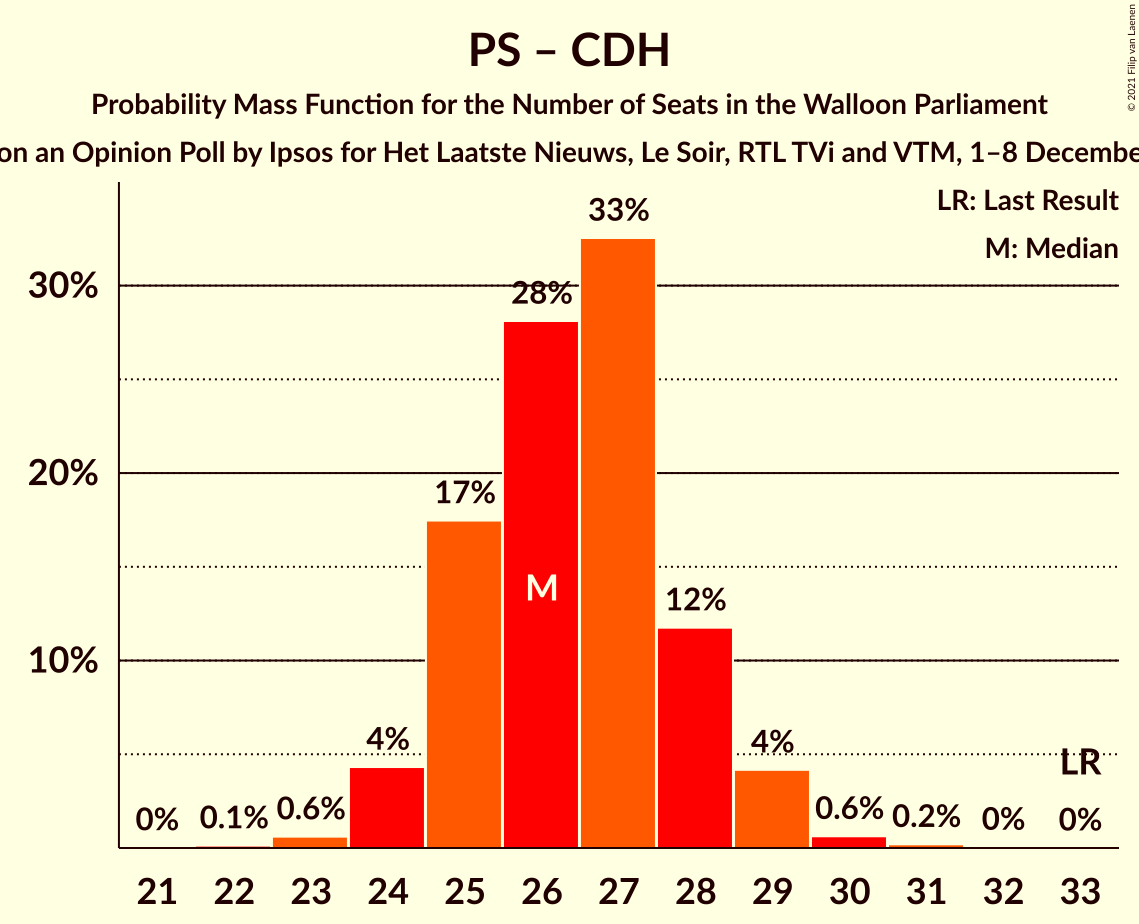 PS – CDH
Probability Mass Function for the Number of Seats in the Walloon Parliament
on an Opinion Poll by Ipsos for Het Laatste Nieuws, Le Soir, RTL TVi and VTM, 1–8 Decembe
© 2021 Filip van Laenen
LR: Last Result
M: Median
33%
30%
28%
20%
17%
M
12%
10%
4%
4%
LR
0%
0.1%
0.6%
0.6%
0.2%
0%
0%
21 22 23 24 25 26 27 28 29 30 31 32 33